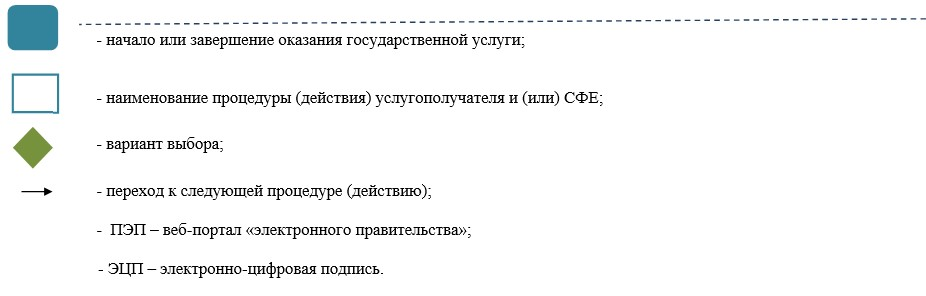 - начало или завершение оказания государственной услуги;
- наименование процедуры (действия) услугополучателя и (или) СФЕ;
- вариант выбора;
- переход к следующей процедуре (действию);
- ПЭП – веб-портал «электронного правительства»;
- ЭЦП – электронно-цифровая подпись.